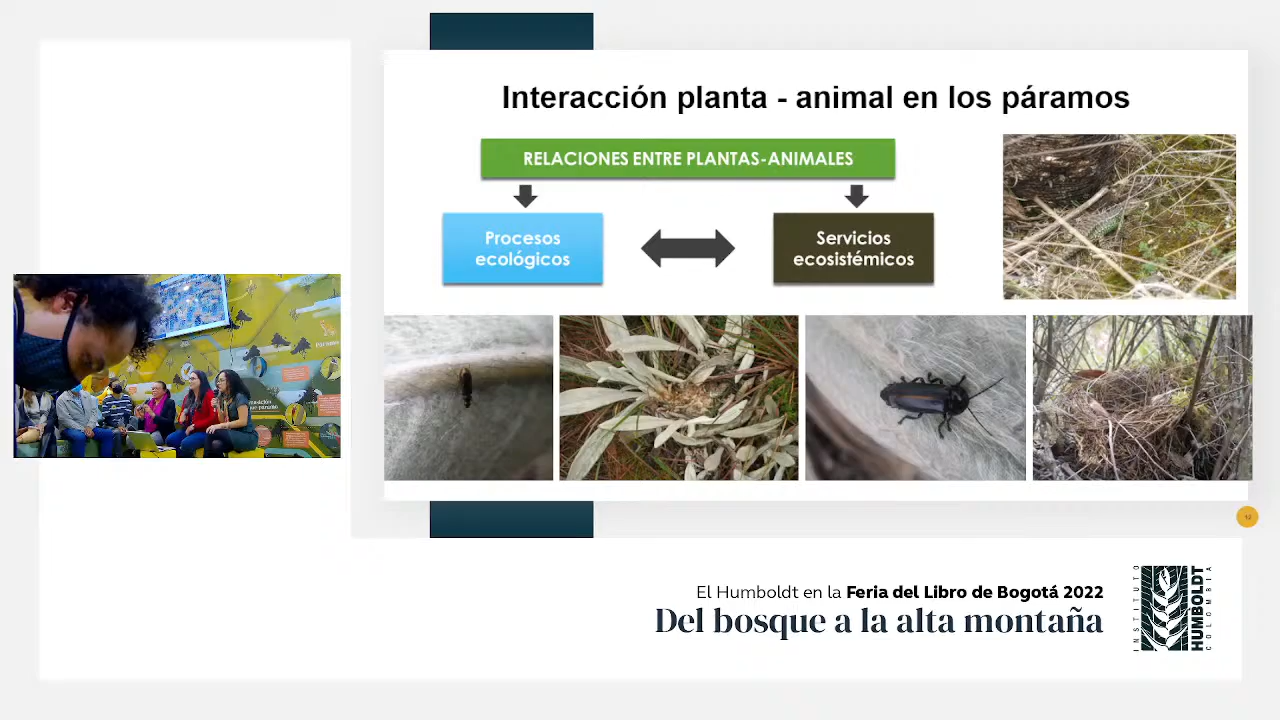 Interacción planta - animal en los páramos
RELACIONES ENTRE PLANTAS-ANIMALES
Procesos
ecológicos
Servicios
ecosistémicos
El Humboldt en la Feria del Libro de Bogotá 2022
Del bosque a la alta montaña
INSTITUTO
HUMBOLDT
COLOMBIA